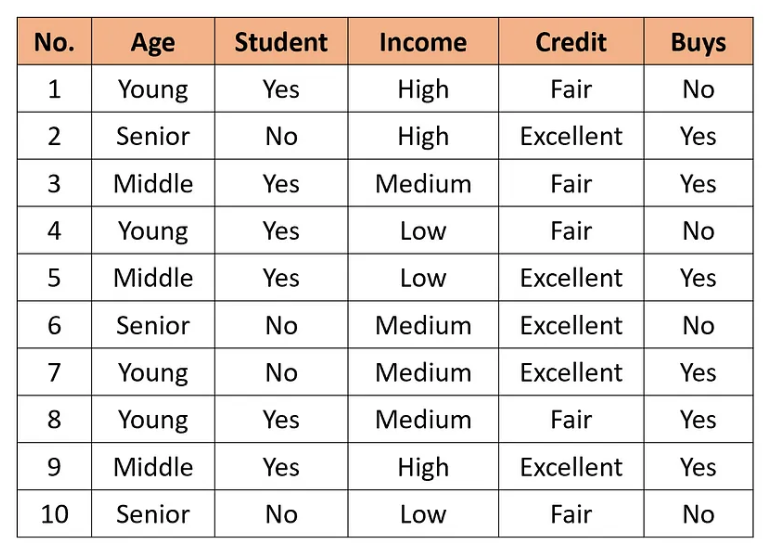 No. Age Student Income Credit Buys
1 Young Yes High Fair No
2 Senior No High Excellent Yes
3 Middle Yes Medium Fair Yes
4 Young Yes Low Fair No
5 Middle Yes Low Excellent Yes
6 Senior No Medium Excellent No
7 Young No Medium Excellent Yes
8 Young Yes Medium Fair Yes
9 Middle Yes High Excellent Yes
10 Senior No Low Fair No